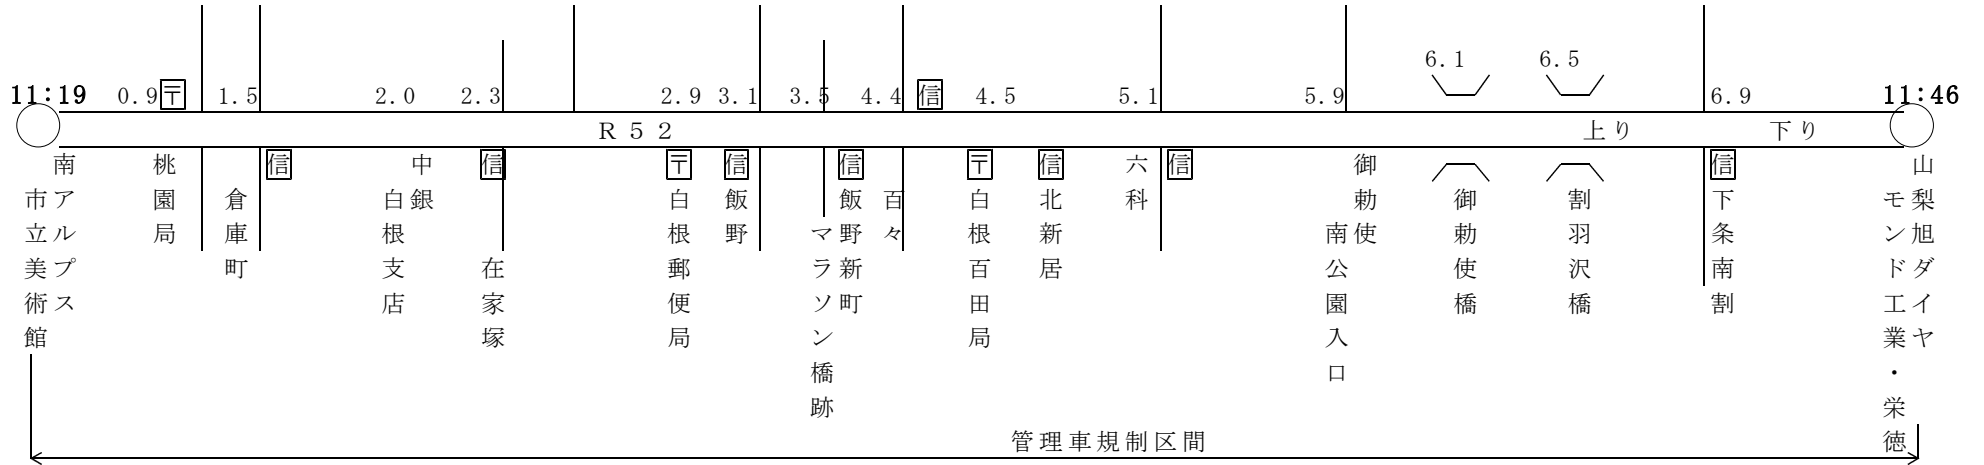 6.1
6.5
11:19
0.9
〒
1.5
2.0
2.3
2.9
3.1
3.5
4.4
信
4.5
5.1
5.9
6.9
11:46
R52
上り
下り
南アルプス
市立美術館
桃園局
倉庫町
信
中銀
白根支店
信
在家塚
〒
白根郵便局
信
飯野
信
飯野新町
マラソン橋跡
百々
〒
白根百田局
信
北新居
六科
信
御勅使
南公園入口
御勅使橋
割羽沢橋
信
下条南割
山梨旭ダイヤ
モンド工業・栄徳
管理車規制区間